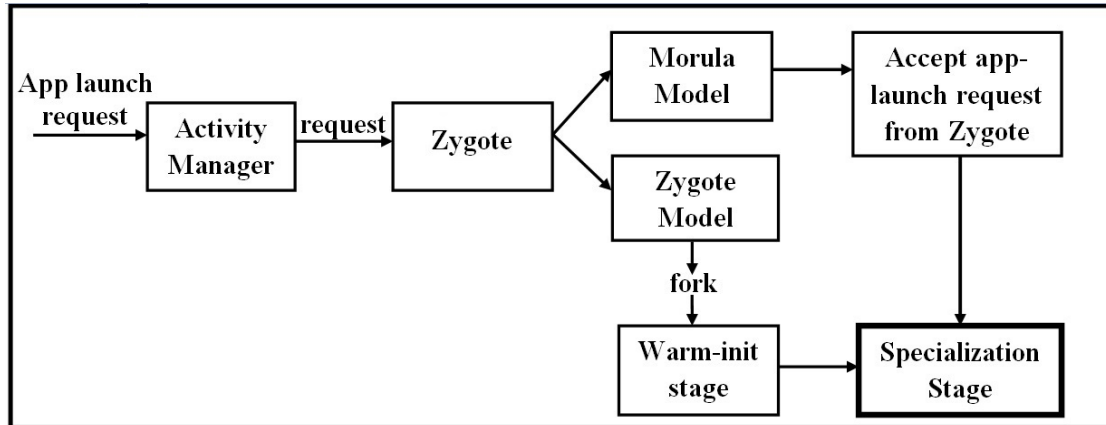 App launch
request
Activity
Manager
request
Zygote
Morula
Model
Accept app-
launch request
from Zygote
Zygote
Model
fork
Warm-init
stage
Specialization
Stage